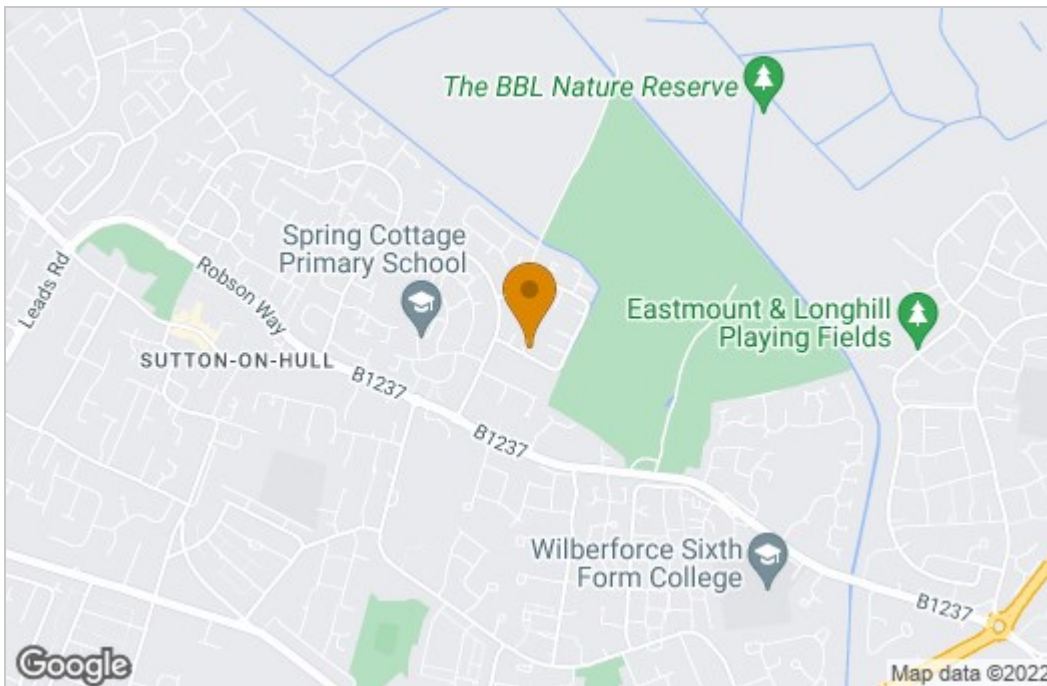 The BBL Nature Reserve
Spring Cottage
Primary School
Leads Rd
Robson Way
Eastmount & Longhill
Playing Fields
SUTTON-ON-HULL
B1237
B1237
Wilberforce Sixth
Form College
B1237
Google
Map data ©2022